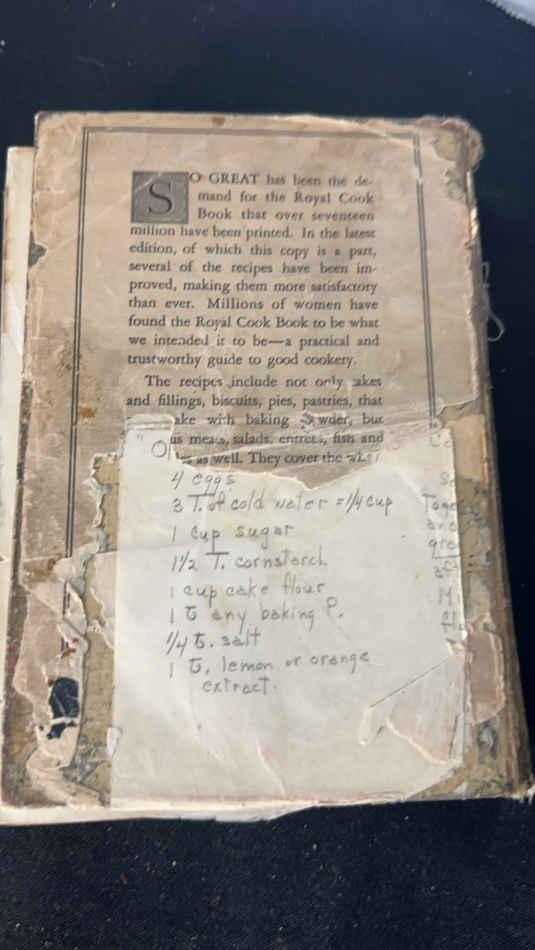 SO GREAT has been the de-
mand for the Royal Cook
Book that over seventeen
million have been printed. In the latest
edition, of which this copy is a part,
several of the recipes have been im-
proved, making them more satisfactory
than ever. Millions of women have
found the Royal Cook Book to be what
we intended it to be—a practical and
trustworthy guide to good cookery.
The recipes include not only cakes
and fillings, biscuits, pies, pastries, that
ake with baking powder, but
us meats, salads, entrees, fish and
as well. They cover the
4 eggs
3 T. of cold water = 1/4 cup
1 cup sugar
1 1/2 T. cornstarch
1 cup cake flour
1 t any baking P.
1/4 t. salt
1 t. lemon or orange
extract.